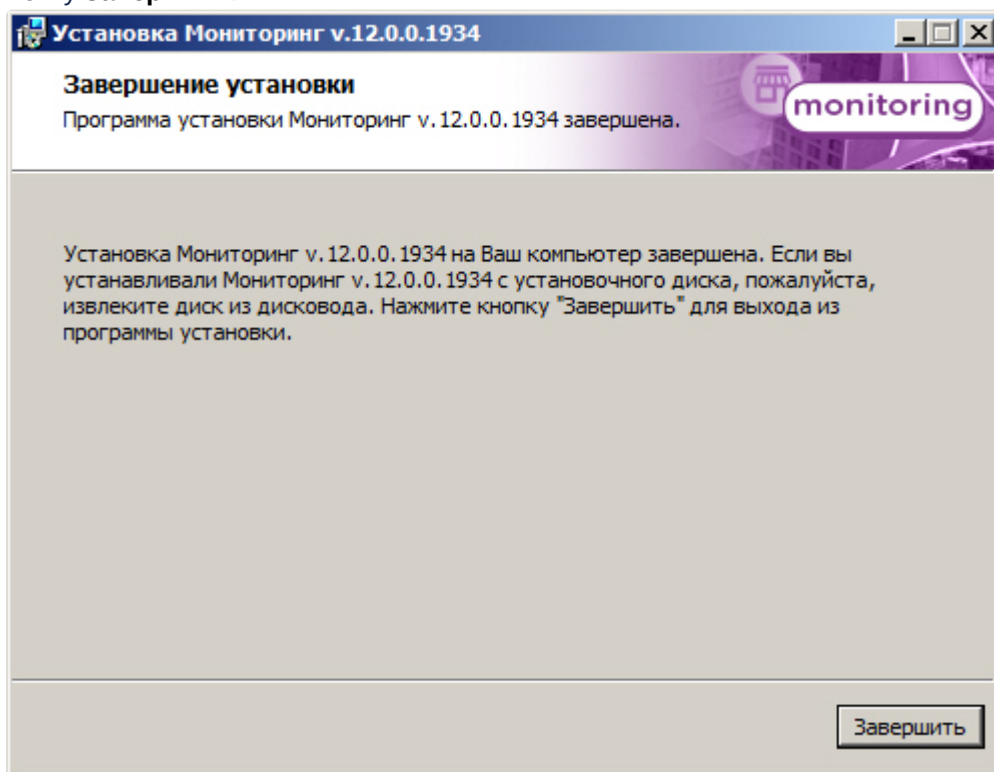 Установка Мониторинг v.12.0.0.1934
Завершение установки
Программа установки Мониторинг v.12.0.0.1934 завершена.
monitoring
Установка Мониторинг v.12.0.0.1934 на Ваш компьютер завершена. Если вы
устанавливали Мониторинг v.12.0.0.1934 с установочного диска, пожалуйста,
извлеките диск из дисковода. Нажмите кнопку "Завершить" для выхода из
программы установки.
Завершить